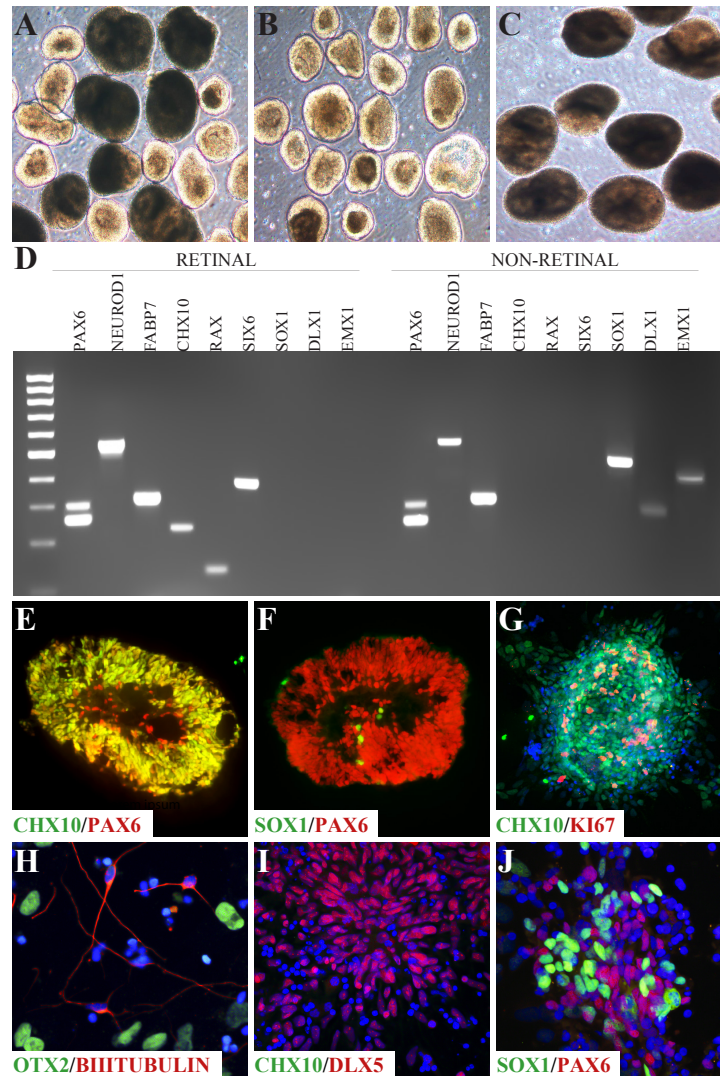 A
B
C
D
RETINAL
NON-RETINAL
PAX6
NEUROD1
FABP7
CHX10
RAX
SIX6
SOX1
DLX1
EMX1
PAX6
NEUROD1
FABP7
CHX10
RAX
SIX6
SOX1
DLX1
EMX1
E
F
G
CHX10/PAX6
SOX1/PAX6
CHX10/KI67
H
I
J
OTX2/BIIITUBULIN
CHX10/DLX5
SOX1/PAX6